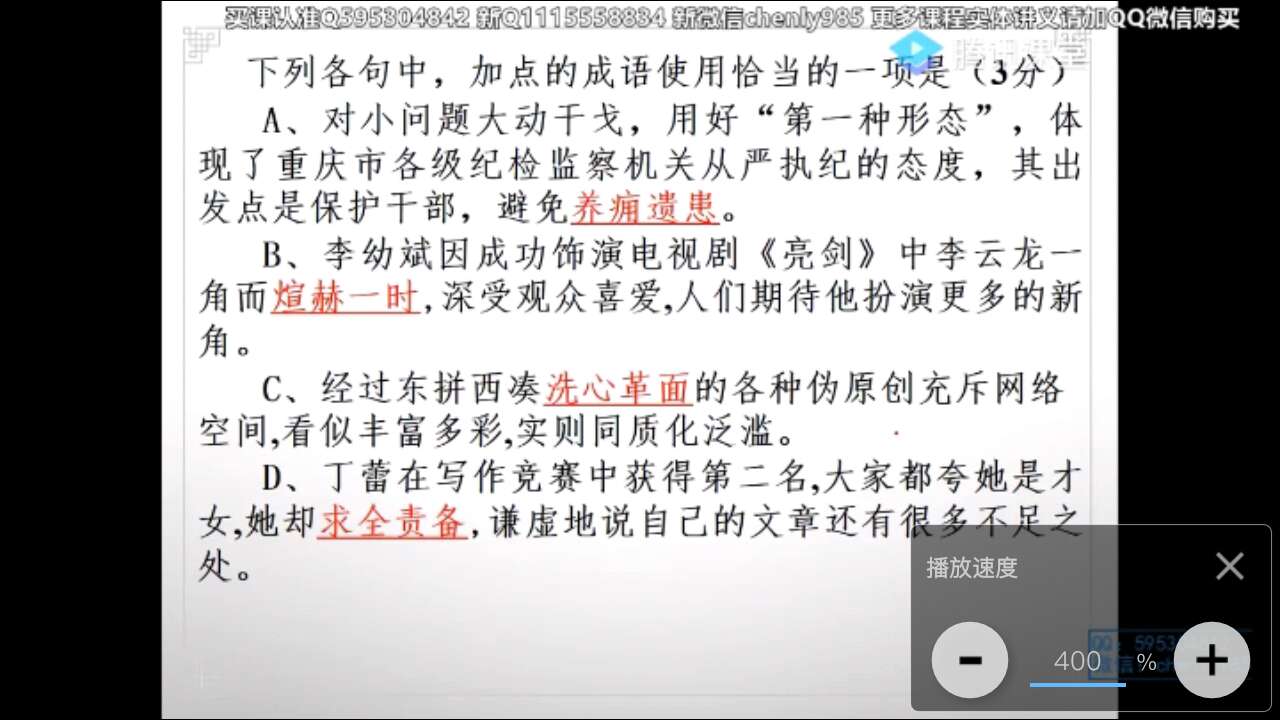 买课认准Q595304842 新Q1115558834 新微信chenly985 更多课程实体讲义请加QQ微信购买
腾讯课堂
下列各句中，加点的成语使用恰当的一项是（3分）
A、对小问题大动干戈，用好“第一种形态”，体
现了重庆市各级纪检监察机关从严执纪的态度，其出
发点是保护干部，避免养痈遗患。
B、李幼斌因成功饰演电视剧《亮剑》中李云龙一
角而煊赫一时,深受观众喜爱,人们期待他扮演更多的新
角。
C、经过东拼西凑洗心革面的各种伪原创充斥网络
空间,看似丰富多彩,实则同质化泛滥。
D、丁蕾在写作竞赛中获得第二名,大家都夸她是才
女,她却求全责备,谦虚地说自己的文章还有很多不足之
处。
播放速度
400 %